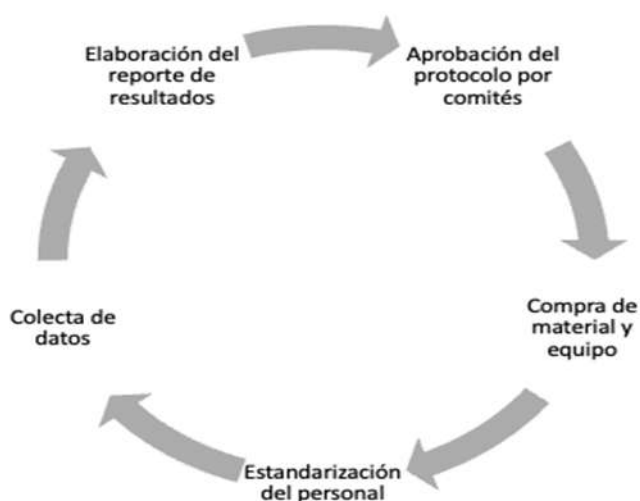 Elaboración del
reporte de
resultados
Aprobación del
protocolo por
comités
Compra de
material y
equipo
Estandarización
del personal
Colecta de
datos